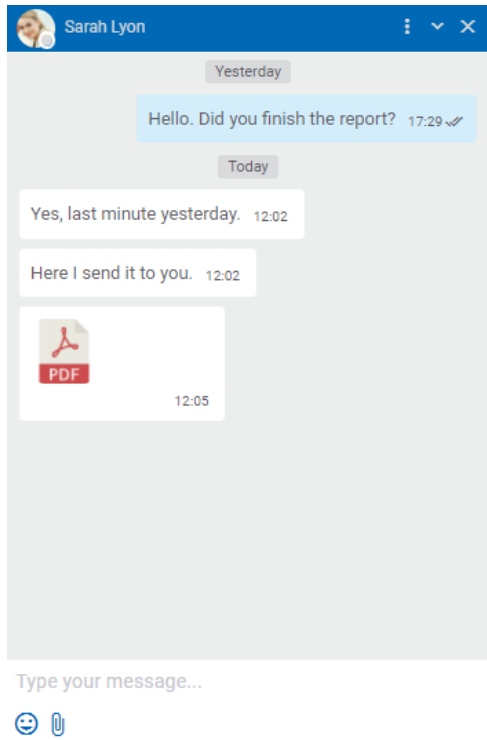 Sarah Lyon
Yesterday
Hello. Did you finish the report? 17:29
Today
Yes, last minute yesterday. 12:02
Here I send it to you. 12:02
PDF
12:05
Type your message...